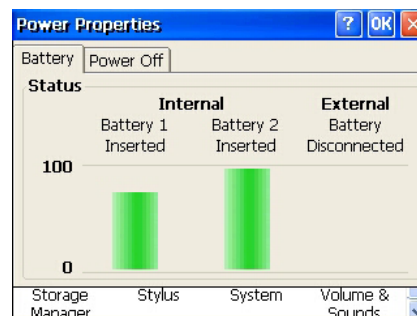 Power Properties ? OK ×
Battery Power Off
Status
Internal External
Battery 1 Battery 2 Battery
Inserted Inserted Disconnected
100
0
Storage Stylus System Volume &
Manager Sounds